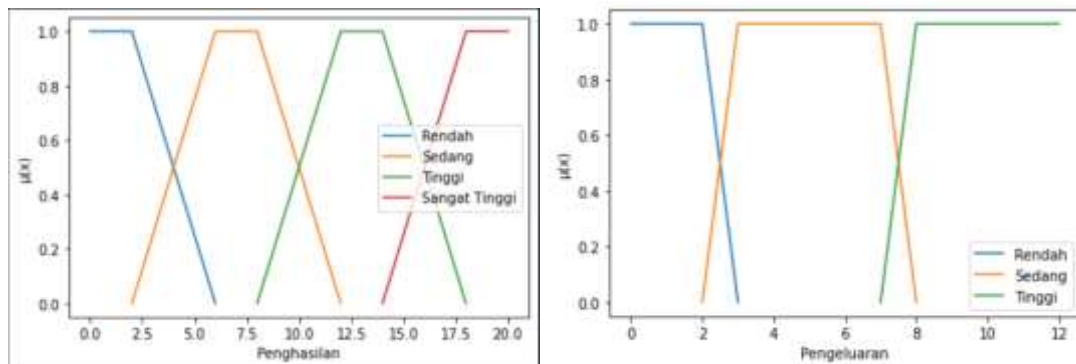 1.0
0.8
0.6
0.4
0.2
0.0
μ(x)
Rendah
Sedang
Tinggi
Sangat Tinggi
0.0 2.5 5.0 7.5 10.0 12.5 15.0 17.5 20.0
Penghasilan
1.0
0.8
0.6
0.4
0.2
0.0
μ(x)
Rendah
Sedang
Tinggi
0 2 4 6 8 10 12
Pengeluaran